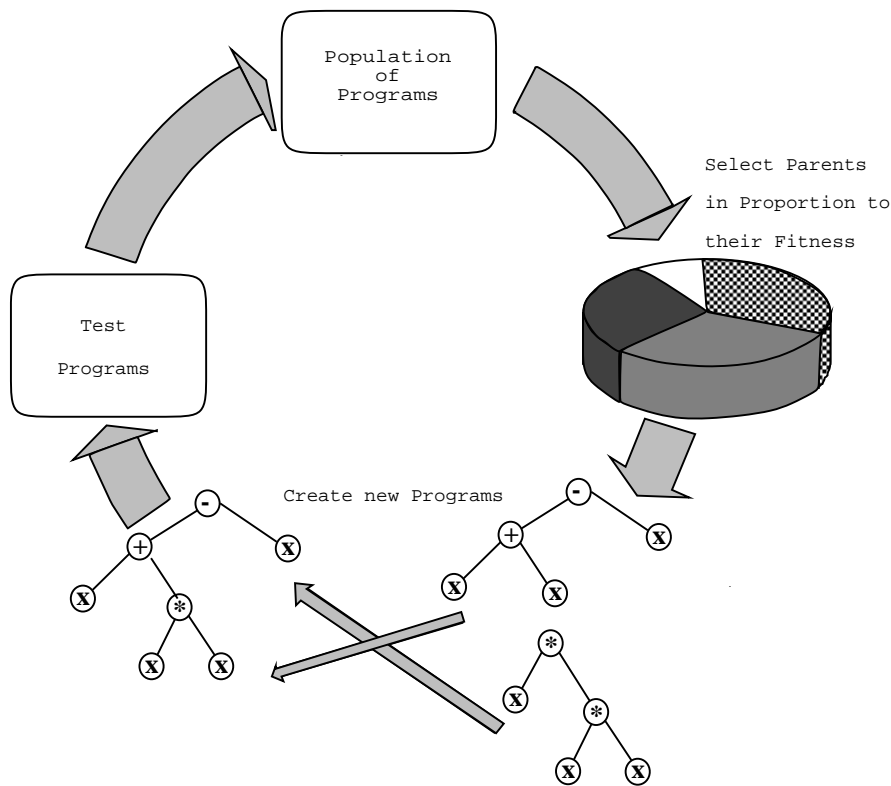 Population
of
Programs
Select Parents
in Proportion to
their Fitness
Test
Programs
Create new Programs
-
+
x
x
*
x
x
-
+
x
x
x
*
x
*
x
x